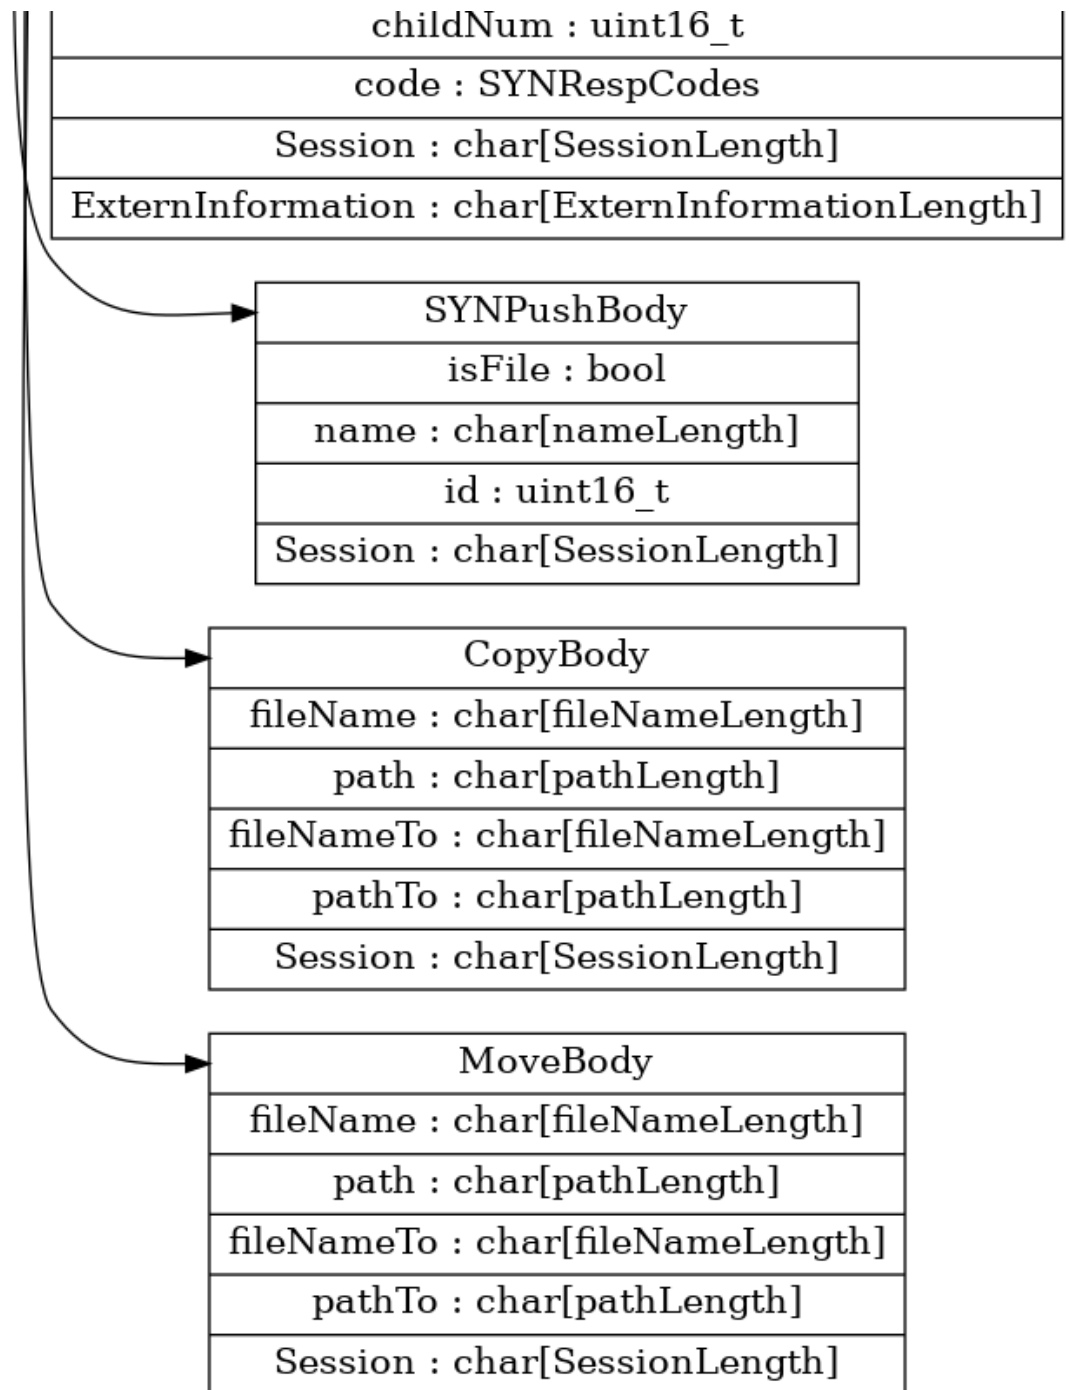 childNum : uint16_t
code : SYNRespCodes
Session : char[SessionLength]
ExternInformation : char[ExternInformationLength]
SYNPushBody
isFile : bool
name : char[nameLength]
id : uint16_t
Session : char[SessionLength]
CopyBody
fileName : char[fileNameLength]
path : char[pathLength]
fileNameTo : char[fileNameLength]
pathTo : char[pathLength]
Session : char[SessionLength]
MoveBody
fileName : char[fileNameLength]
path : char[pathLength]
fileNameTo : char[fileNameLength]
pathTo : char[pathLength]
Session : char[SessionLength]